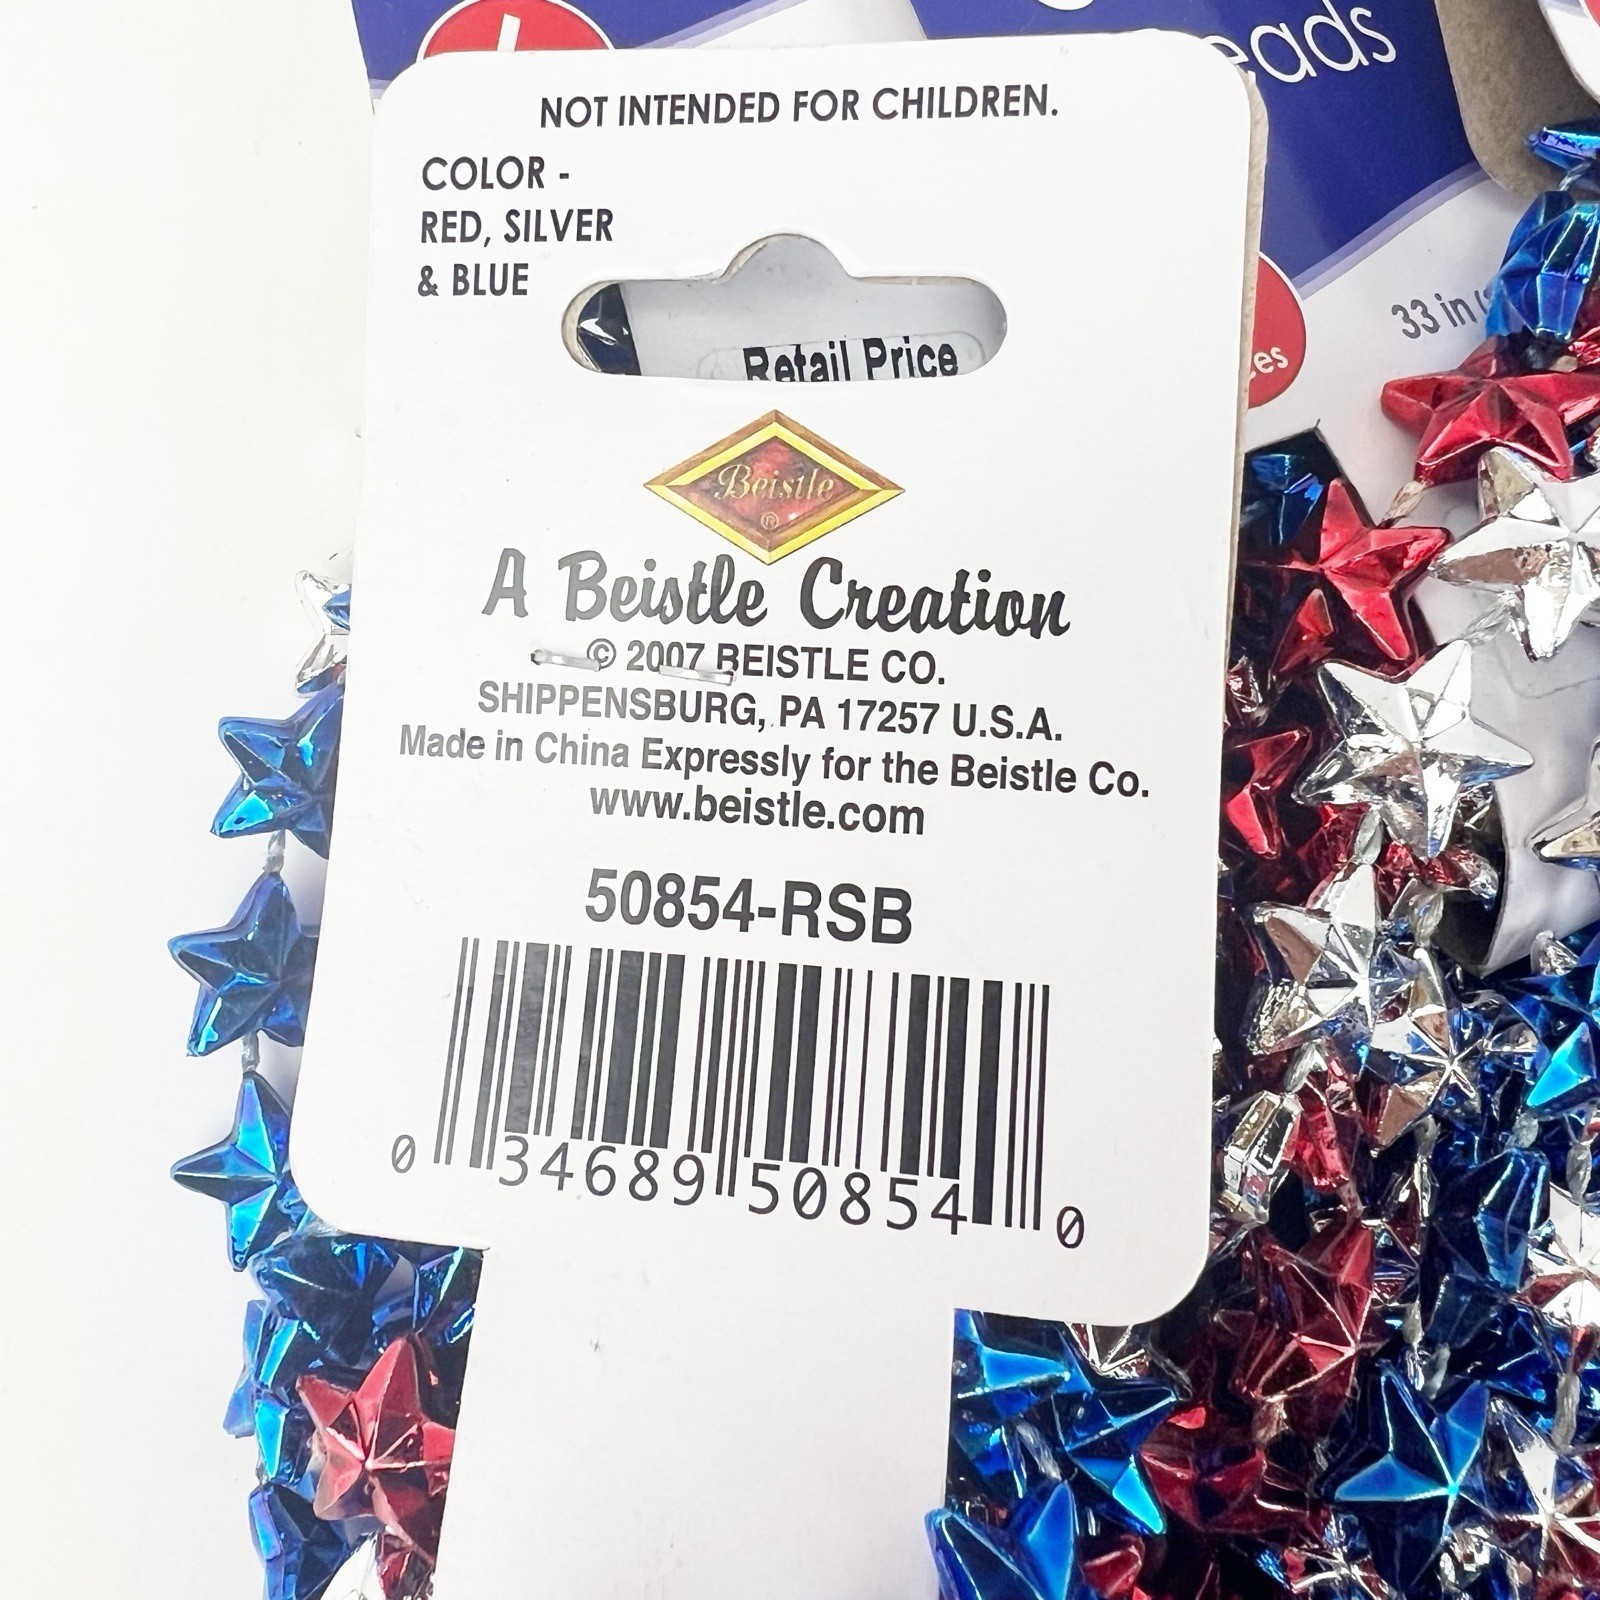 eads
NOT INTENDED FOR CHILDREN.
COLOR -
RED, SILVER
& BLUE
33 in
Retail Price
es
Beistle
®
A Beistle Creation
© 2007 BEISTLE CO.
SHIPPENSBURG, PA 17257 U.S.A.
Made in China Expressly for the Beistle Co.
www.beistle.com
50854-RSB
0 34689 50854 0